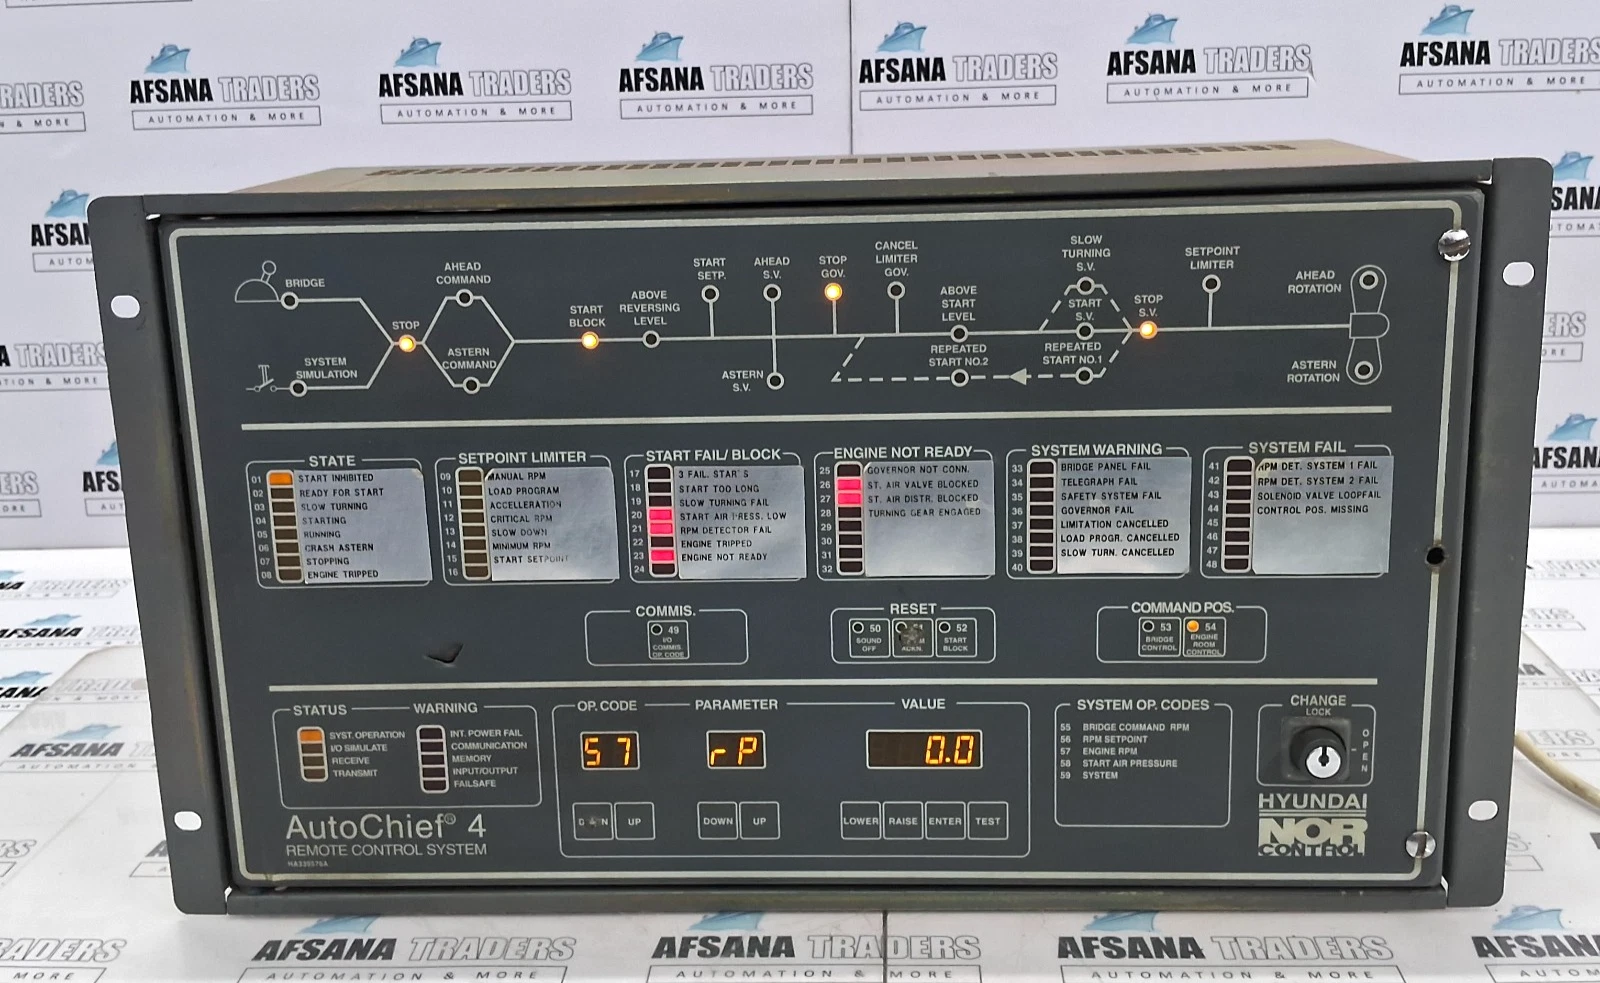 AFSANA TRADERS
AUTOMATION & MORE
BRIDGE
STOP
SYSTEM SIMULATION
AHEAD COMMAND
ASTERN COMMAND
START BLOCK
ABOVE REVERSING LEVEL
START SETP.
AHEAD S.V.
ASTERN S.V.
STOP GOV.
CANCEL LIMITER GOV.
ABOVE START LEVEL
REPEATED START NO.2
SLOW TURNING S.V.
START S.V.
REPEATED START NO.1
STOP S.V.
SETPOINT LIMITER
AHEAD ROTATION
ASTERN ROTATION
STATE
01 START INHIBITED
02 READY FOR START
03 SLOW TURNING
04 STARTING
05 RUNNING
06 CRASH ASTERN
07 STOPPING
08 ENGINE TRIPPED
SETPOINT LIMITER
09 MANUAL RPM
10 LOAD PROGRAM
11 ACCELERATION
12 CRITICAL RPM
13 SLOW DOWN
14 MINIMUM RPM
15 START SETPOINT
16
START FAIL/ BLOCK
17 3 FAIL. STAR S
18 START TOO LONG
19 SLOW TURNING FAIL
20 START AIR PRESS. LOW
21 RPM DETECTOR FAIL
22 ENGINE TRIPPED
23 ENGINE NOT READY
24
ENGINE NOT READY
25 GOVERNOR NOT CONN.
26 ST. AIR VALVE BLOCKED
27 ST. AIR DISTR. BLOCKED
28 TURNING GEAR ENGAGED
29
30
31
32
SYSTEM WARNING
33 BRIDGE PANEL FAIL
34 TELEGRAPH FAIL
35 SAFETY SYSTEM FAIL
36 GOVERNOR FAIL
37 LIMITATION CANCELLED
38 LOAD PROGR. CANCELLED
39 SLOW TURN. CANCELLED
40
SYSTEM FAIL
41 RPM DET. SYSTEM 1 FAIL
42 RPM DET. SYSTEM 2 FAIL
43 SOLENOID VALVE LOOPFAIL
44 CONTROL POS. MISSING
45
46
47
48
COMMIS.
49
I/O
COMMIS.
OP. CODE
RESET
50 SOUND OFF
ACKN.
52 START BLOCK
COMMAND POS.
53 BRIDGE CONTROL
54 ENGINE ROOM CONTROL
STATUS
SYST. OPERATION
I/O SIMULATE
RECEIVE
TRANSMIT
WARNING
INT. POWER FAIL
COMMUNICATION
MEMORY
INPUT/OUTPUT
FAILSAFE
AutoChief® 4
REMOTE CONTROL SYSTEM
OP. CODE
PARAMETER
VALUE
57
rP
0.0
UP
DOWN
UP
LOWER
RAISE
ENTER
TEST
SYSTEM OP. CODES
55 BRIDGE COMMAND RPM
56 RPM SETPOINT
57 ENGINE RPM
58 START AIR PRESSURE
59 SYSTEM
CHANGE
LOCK
OPEN
HYUNDAI
NOR
CONTROL